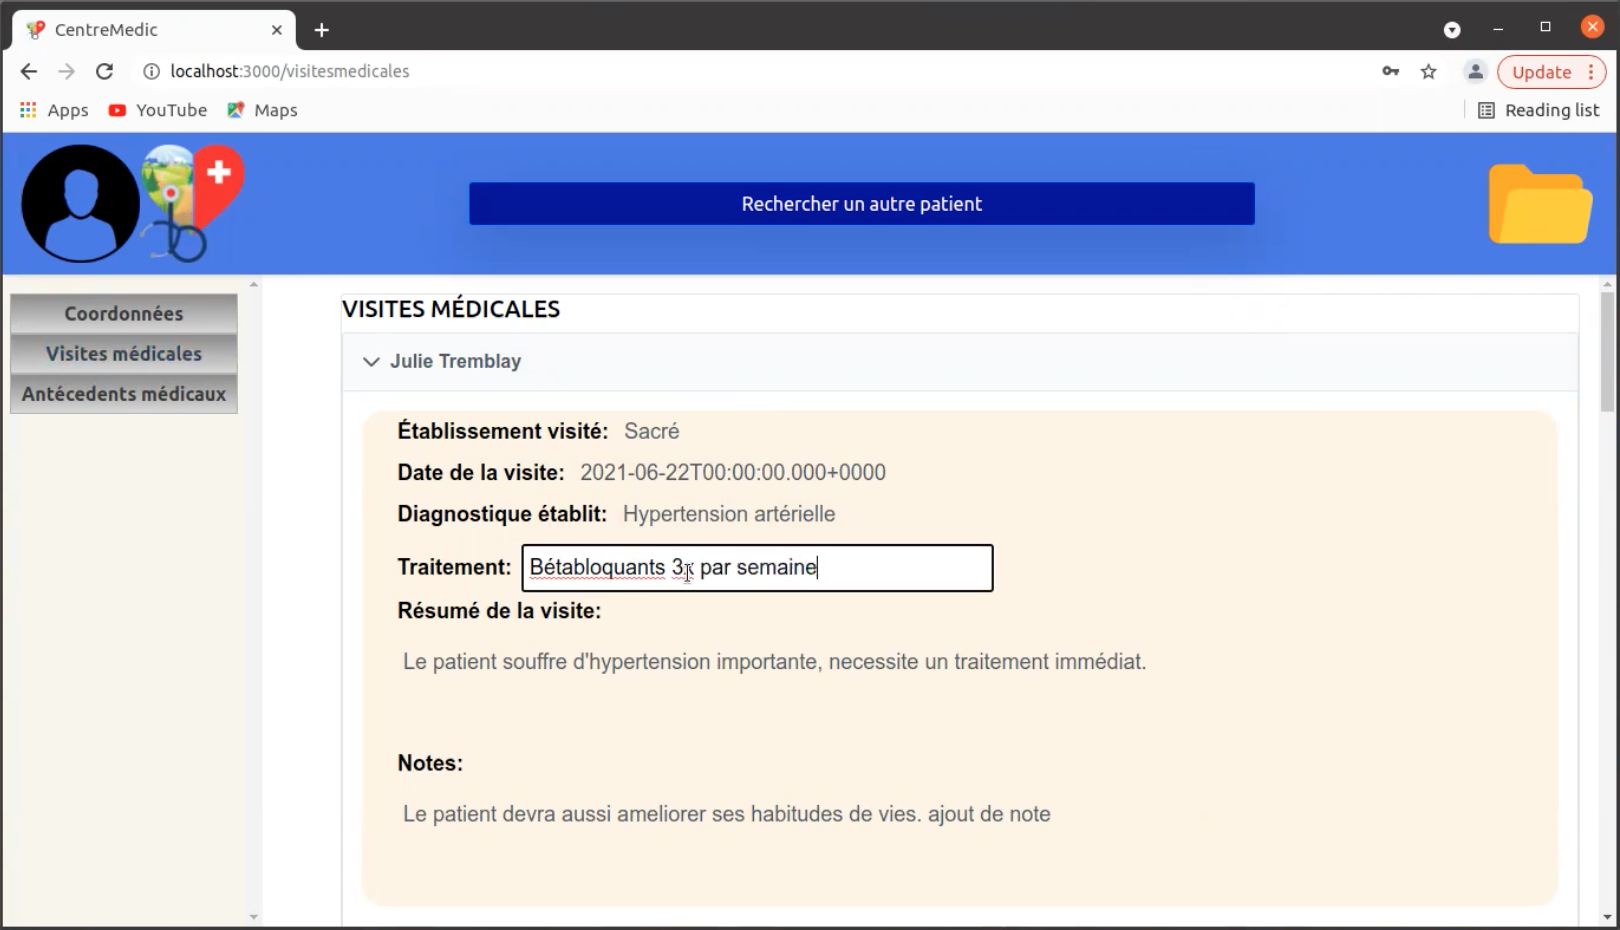 CentreMedic
localhost:3000/visitesmedicales
Update
Apps
YouTube
Maps
Reading list
Rechercher un autre patient
Coordonnées
Visites médicales
Antécedents médicaux
VISITES MÉDICALES
Julie Tremblay
Établissement visité: Sacré
Date de la visite: 2021-06-22T00:00:00.000+0000
Diagnostique établit: Hypertension artérielle
Traitement: Bétabloquants 3x par semaine
Résumé de la visite:
Le patient souffre d'hypertension importante, necessite un traitement immédiat.
Notes:
Le patient devra aussi ameliorer ses habitudes de vies. ajout de note